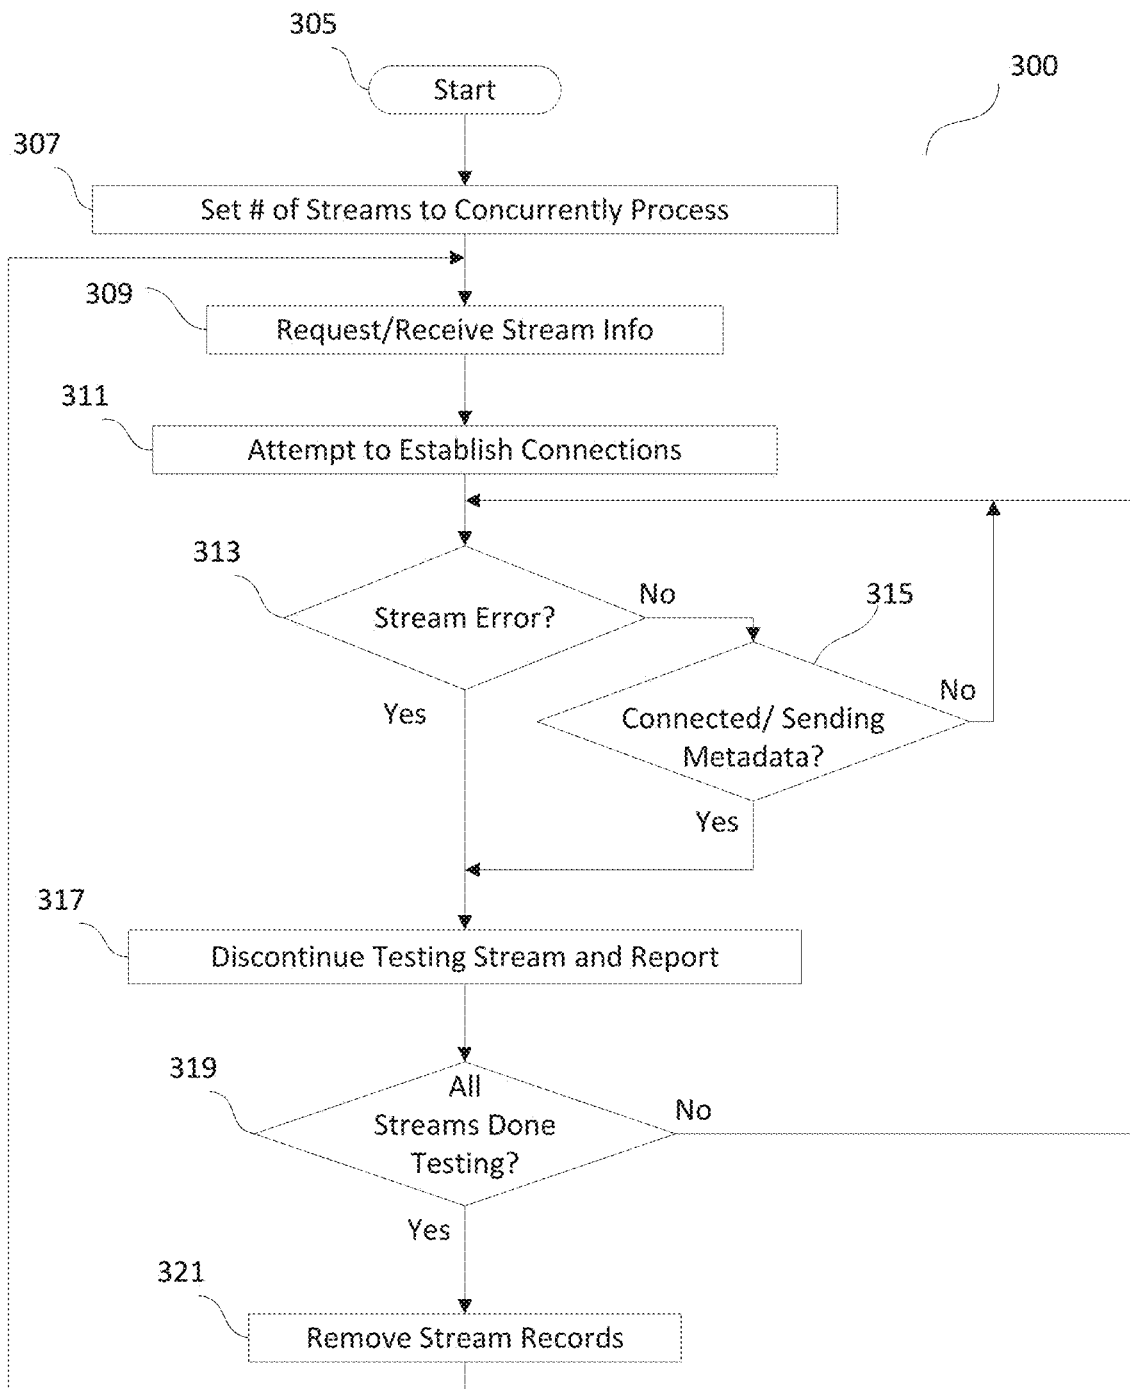 305
Start
300
307
Set # of Streams to Concurrently Process
309
Request/Receive Stream Info
311
Attempt to Establish Connections
313
Stream Error?
No
315
Connected/ Sending
Metadata?
No
Yes
Yes
317
Discontinue Testing Stream and Report
319
All
Streams Done
Testing?
No
Yes
321
Remove Stream Records